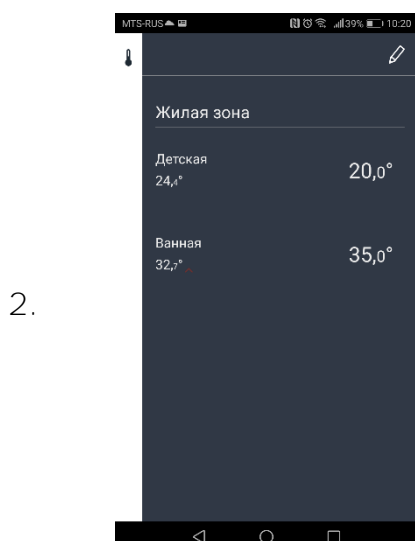 MTS-RUS 39% 10:20
Жилая зона
Детская
24,4° 20,0°
Ванная
32,7° 35,0°
2.